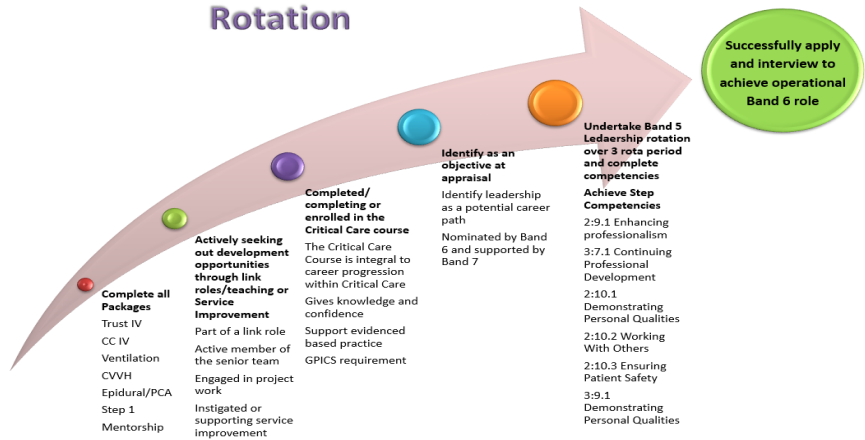 Rotation
Complete all
Packages
Trust IV
CC IV
Ventilation
CVVH
Epidural/PCA
Step 1
Mentorship
Actively seeking
out development
opportunities
through link
roles/teaching or
Service
Improvement
Part of a link role
Active member of
the senior team
Engaged in project
work
Instigated or
supporting service
improvement
Completed/
completing or
enrolled in the
Critical Care course
The Critical Care
Course is integral to
career progression
within Critical Care
Gives knowledge and
confidence
Support evidenced
based practice
GPICS requirement
Identify as an
objective at
appraisal
Identify leadership
as a potential career
path
Nominated by Band
6 and supported by
Band 7
Undertake Band 5
Ledaership rotation
over 3 rota period
and complete
competencies
Achieve Step
Competencies
2:9.1 Enhancing
professionalism
3:7.1 Continuing
Professional
Development
2:10.1
Demonstrating
Personal Qualities
2:10.2 Working
With Others
2:10.3 Ensuring
Patient Safety
3:9.1
Demonstrating
Personal Qualities
Successfully apply
and interview to
achieve operational
Band 6 role